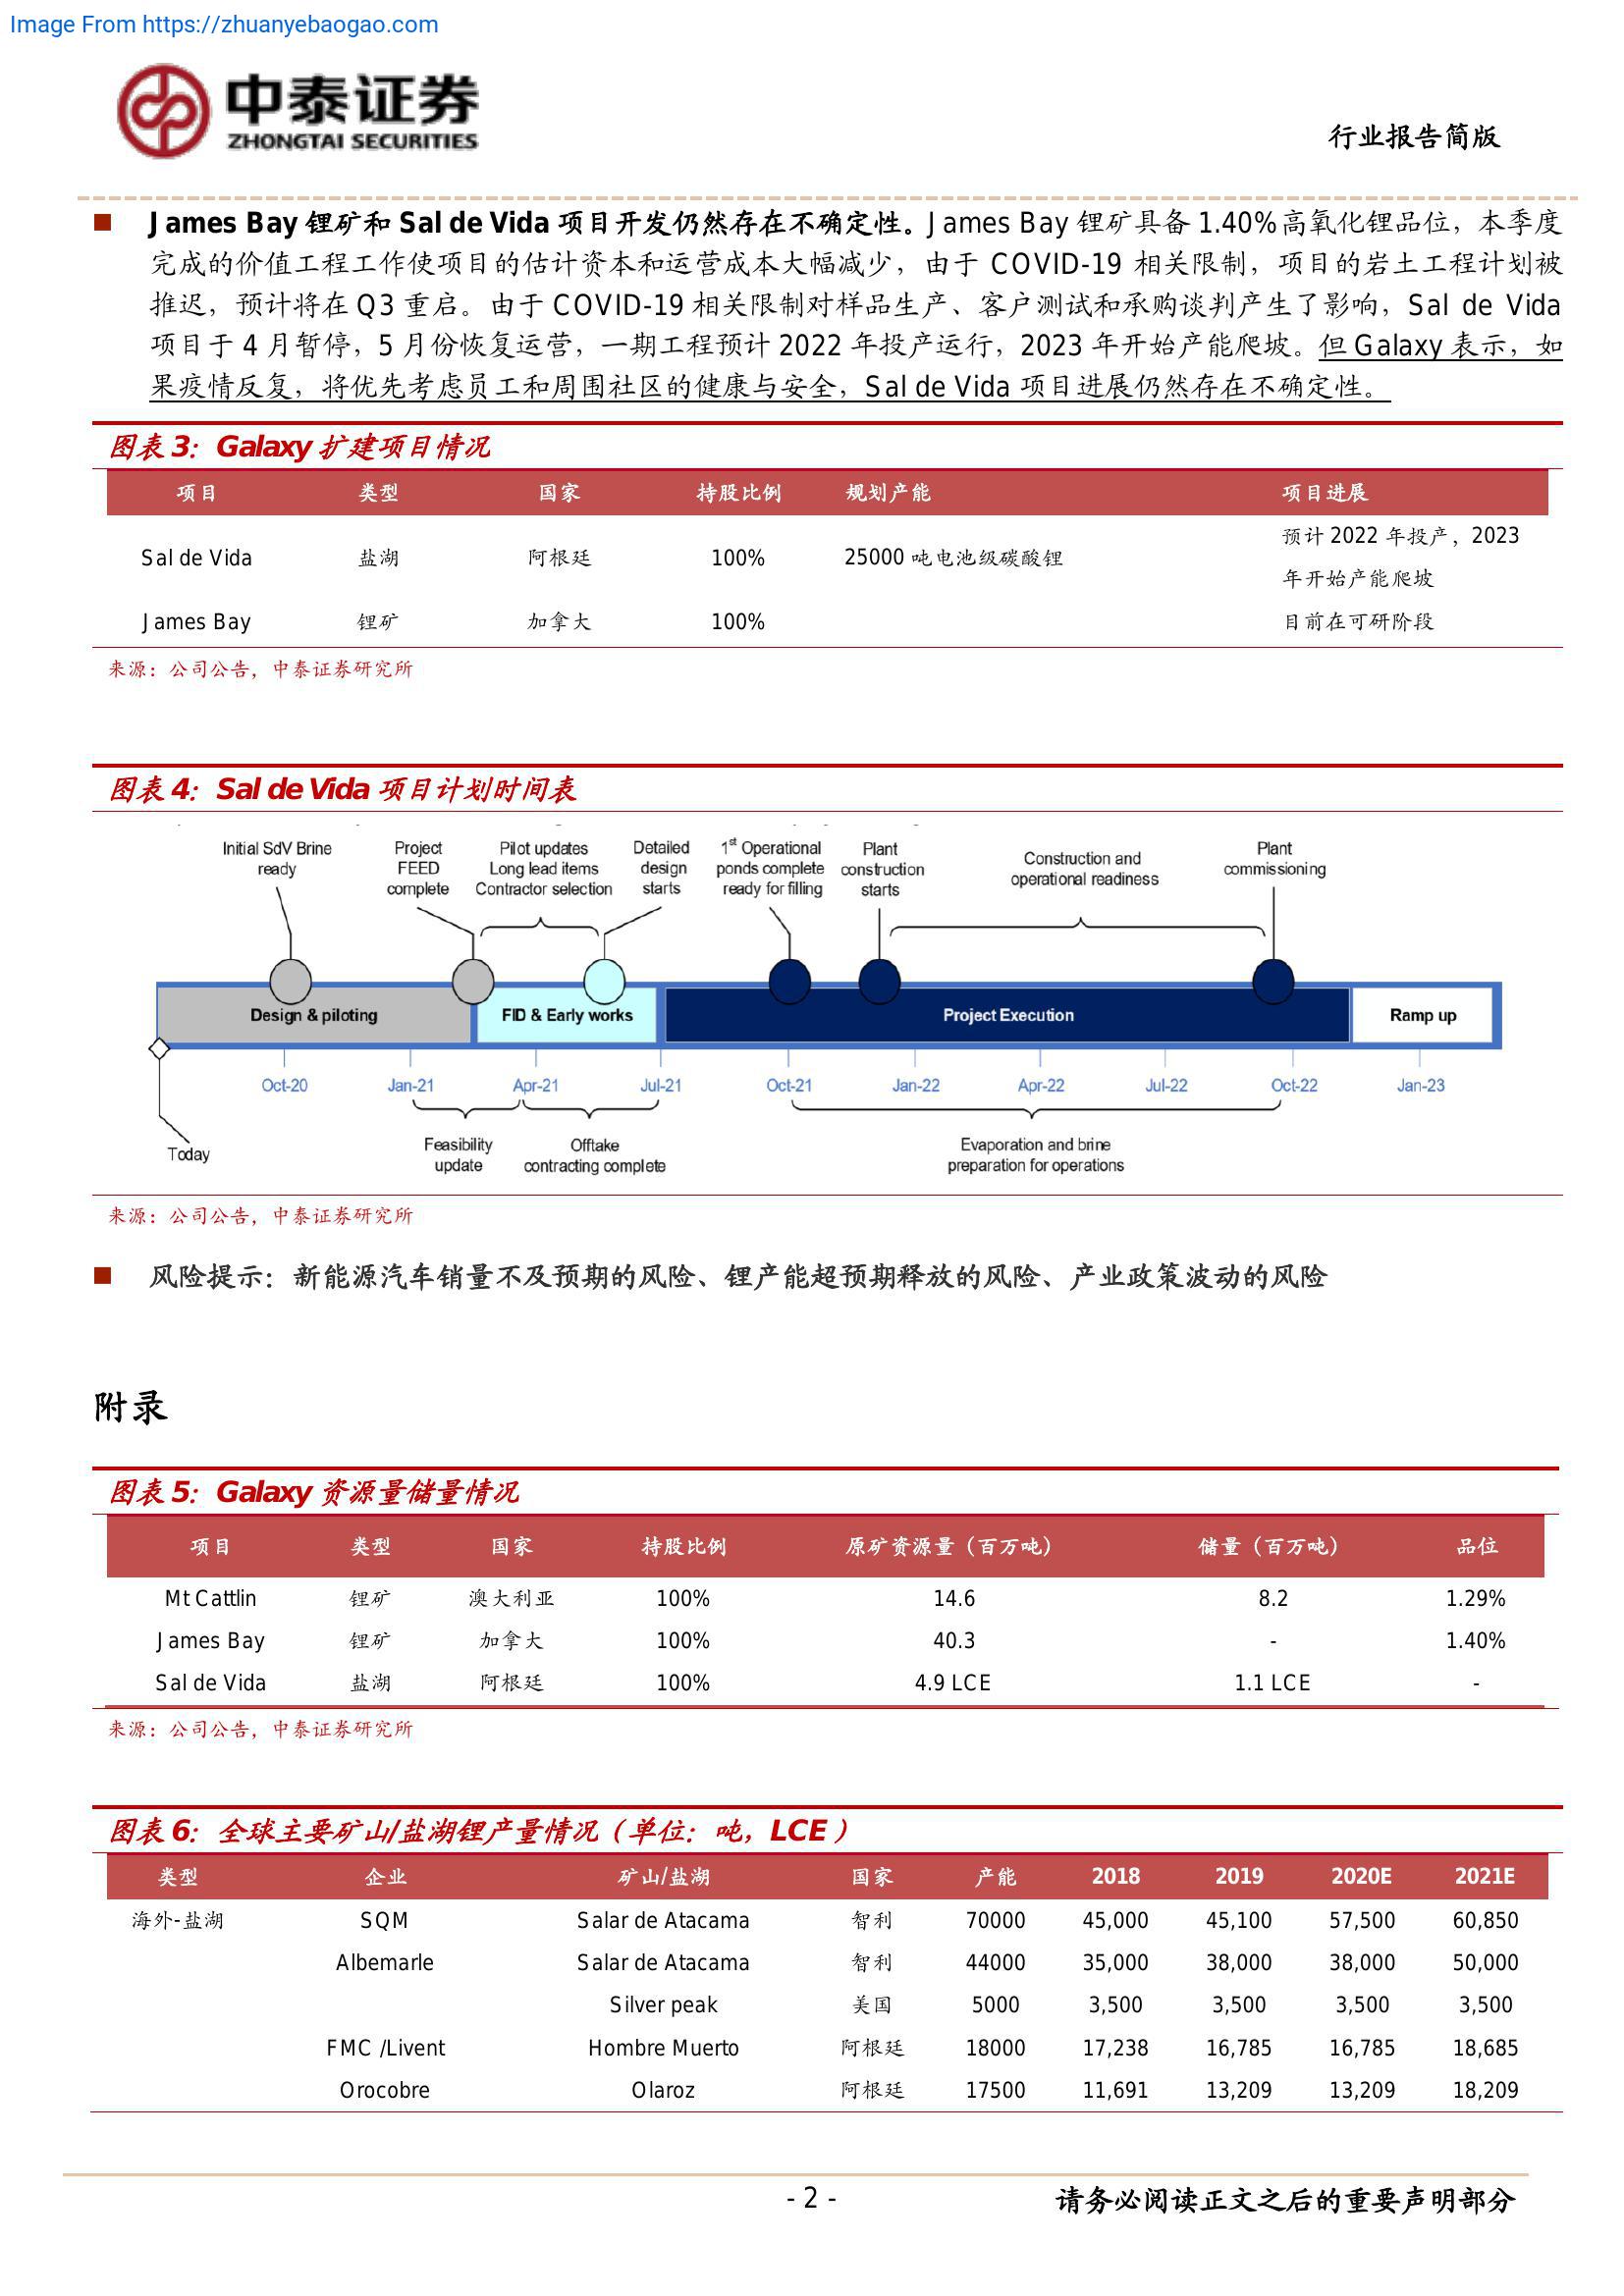 Image From https://zhuanyebaogao.com
中泰证券
ZHONGTAI SECURITIES
行业报告简版
James Bay 锂矿和 Sal de Vida 项目开发仍然存在不确定性。James Bay 锂矿具备 1.40%高氧化锂品位，本季度
完成的价值工程工作使项目的估计资本和运营成本大幅减少，由于 COVID-19 相关限制，项目的岩土工程计划被
推迟，预计将在 Q3 重启。由于 COVID-19 相关限制对样品生产、客户测试和承购谈判产生了影响，Sal de Vida
项目于 4 月暂停，5 月份恢复运营，一期工程预计 2022 年投产运行，2023 年开始产能爬坡。但 Galaxy 表示，如
果疫情反复，将优先考虑员工和周围社区的健康与安全，Sal de Vida 项目进展仍然存在不确定性。
图表 3：Galaxy 扩建项目情况
项目 类型 国家 持股比例 规划产能 项目进展
Sal de Vida 盐湖 阿根廷 100% 25000 吨电池级碳酸锂 预计 2022 年投产，2023
年开始产能爬坡
James Bay 锂矿 加拿大 100% 目前在可研阶段
来源：公司公告，中泰证券研究所
图表 4：Sal de Vida 项目计划时间表
Initial SdV Brine
ready
Project
FEED
complete
Pilot updates
Long lead items
Contractor selection
Detailed
design
starts
1st Operational
ponds complete
ready for filling
Plant
construction
starts
Construction and
operational readiness
Plant
commissioning
Design & piloting FID & Early works Project Execution Ramp up
Oct-20 Jan-21 Apr-21 Jul-21 Oct-21 Jan-22 Apr-22 Jul-22 Oct-22 Jan-23
Today
Feasibility
update
Offtake
contracting complete
Evaporation and brine
preparation for operations
来源：公司公告，中泰证券研究所
风险提示：新能源汽车销量不及预期的风险、锂产能超预期释放的风险、产业政策波动的风险
附录
图表 5：Galaxy 资源量储量情况
项目 类型 国家 持股比例 原矿资源量（百万吨） 储量（百万吨） 品位
Mt Cattlin 锂矿 澳大利亚 100% 14.6 8.2 1.29%
James Bay 锂矿 加拿大 100% 40.3 - 1.40%
Sal de Vida 盐湖 阿根廷 100% 4.9 LCE 1.1 LCE -
来源：公司公告，中泰证券研究所
图表 6：全球主要矿山/盐湖锂产量情况（单位：吨，LCE）
类型 企业 矿山/盐湖 国家 产能 2018 2019 2020E 2021E
海外-盐湖 SQM Salar de Atacama 智利 70000 45,000 45,100 57,500 60,850
Albemarle Salar de Atacama 智利 44000 35,000 38,000 38,000 50,000
Silver peak 美国 5000 3,500 3,500 3,500 3,500
FMC /Livent Hombre Muerto 阿根廷 18000 17,238 16,785 16,785 18,685
Orocobre Olaroz 阿根廷 17500 11,691 13,209 13,209 18,209
- 2 -
请务必阅读正文之后的重要声明部分